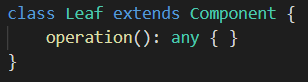 class Leaf extends Component {
    operation(): any { }
}